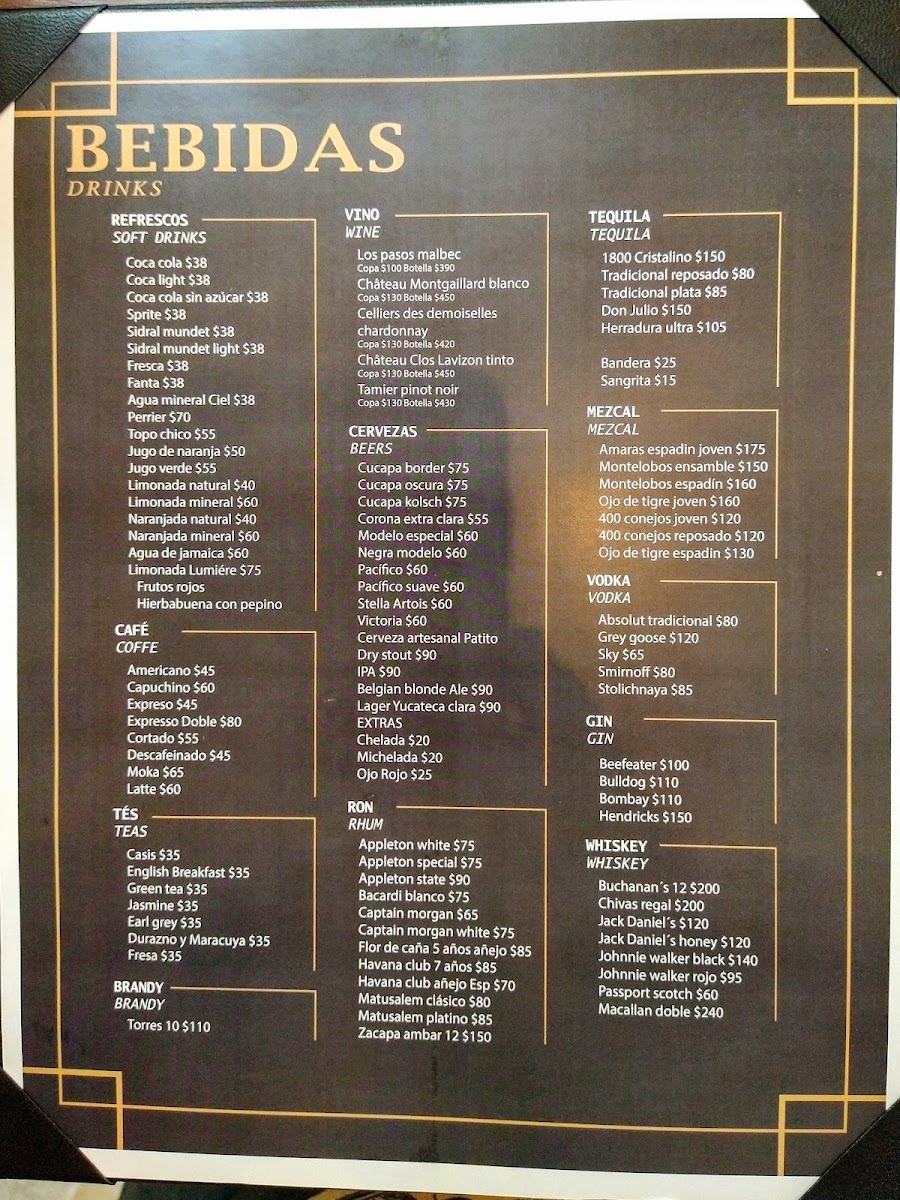 BEBIDAS
DRINKS
REFRESCOS
SOFT DRINKS
Coca cola $38
Coca light $38
Coca cola sin azúcar $38
Sprite $38
Sidral mundet $38
Sidral mundet light $38
Fresca $38
Fanta $38
Agua mineral Ciel $38
Perrier $70
Topo chico $55
Jugo de naranja $50
Jugo verde $55
Limonada natural $40
Limonada mineral $60
Naranjada natural $40
Naranjada mineral $60
Agua de jamaica $60
Limonada Lumiére $75
Frutos rojos
Hierbabuena con pepino
CAFÉ
COFFE
Americano $45
Capuchino $60
Expreso $45
Expresso Doble $80
Cortado $55
Descafeinado $45
Moka $65
Latte $60
TÉS
TEAS
Casis $35
English Breakfast $35
Green tea $35
Jasmine $35
Earl grey $35
Durazno y Maracuya $35
Fresa $35
BRANDY
BRANDY
Torres 10 $110
VINO
WINE
Los pasos malbec
Copa $100 Botella $390
Château Montgaillard blanco
Copa $130 Botella $450
Celliers des demoiselles
chardonnay
Copa $130 Botella $420
Château Clos Lavizon tinto
Copa $130 Botella $450
Tamier pinot noir
Copa $130 Botella $430
CERVEZAS
BEERS
Cucapa border $75
Cucapa oscura $75
Cucapa kolsch $75
Corona extra clara $55
Modelo especial $60
Negra modelo $60
Pacífico $60
Pacífico suave $60
Stella Artois $60
Victoria $60
Cerveza artesanal Patito
Dry stout $90
IPA $90
Belgian blonde Ale $90
Lager Yucateca clara $90
EXTRAS
Chelada $20
Michelada $20
Ojo Rojo $25
RON
RHUM
Appleton white $75
Appleton special $75
Appleton state $90
Bacardi blanco $75
Captain morgan $65
Captain morgan white $75
Flor de caña 5 años añejo $85
Havana club 7 años $85
Havana club añejo Esp $70
Matusalem clásico $80
Matusalem platino $85
Zacapa ambar 12 $150
TEQUILA
TEQUILA
1800 Cristalino $150
Tradicional reposado $80
Tradicional plata $85
Don Julio $150
Herradura ultra $105
Bandera $25
Sangrita $15
MEZCAL
MEZCAL
Amaras espadin joven $175
Montelobos ensamble $150
Montelobos espadín $160
Ojo de tigre joven $160
400 conejos joven $120
400 conejos reposado $120
Ojo de tigre espadin $130
VODKA
VODKA
Absolut tradicional $80
Grey goose $120
Sky $65
Smirnoff $80
Stolichnaya $85
GIN
GIN
Beefeater $100
Bulldog $110
Bombay $110
Hendricks $150
WHISKEY
WHISKEY
Buchanan´s 12 $200
Chivas regal $200
Jack Daniel´s $120
Jack Daniel´s honey $120
Johnnie walker black $140
Johnnie walker rojo $95
Passport scotch $60
Macallan doble $240